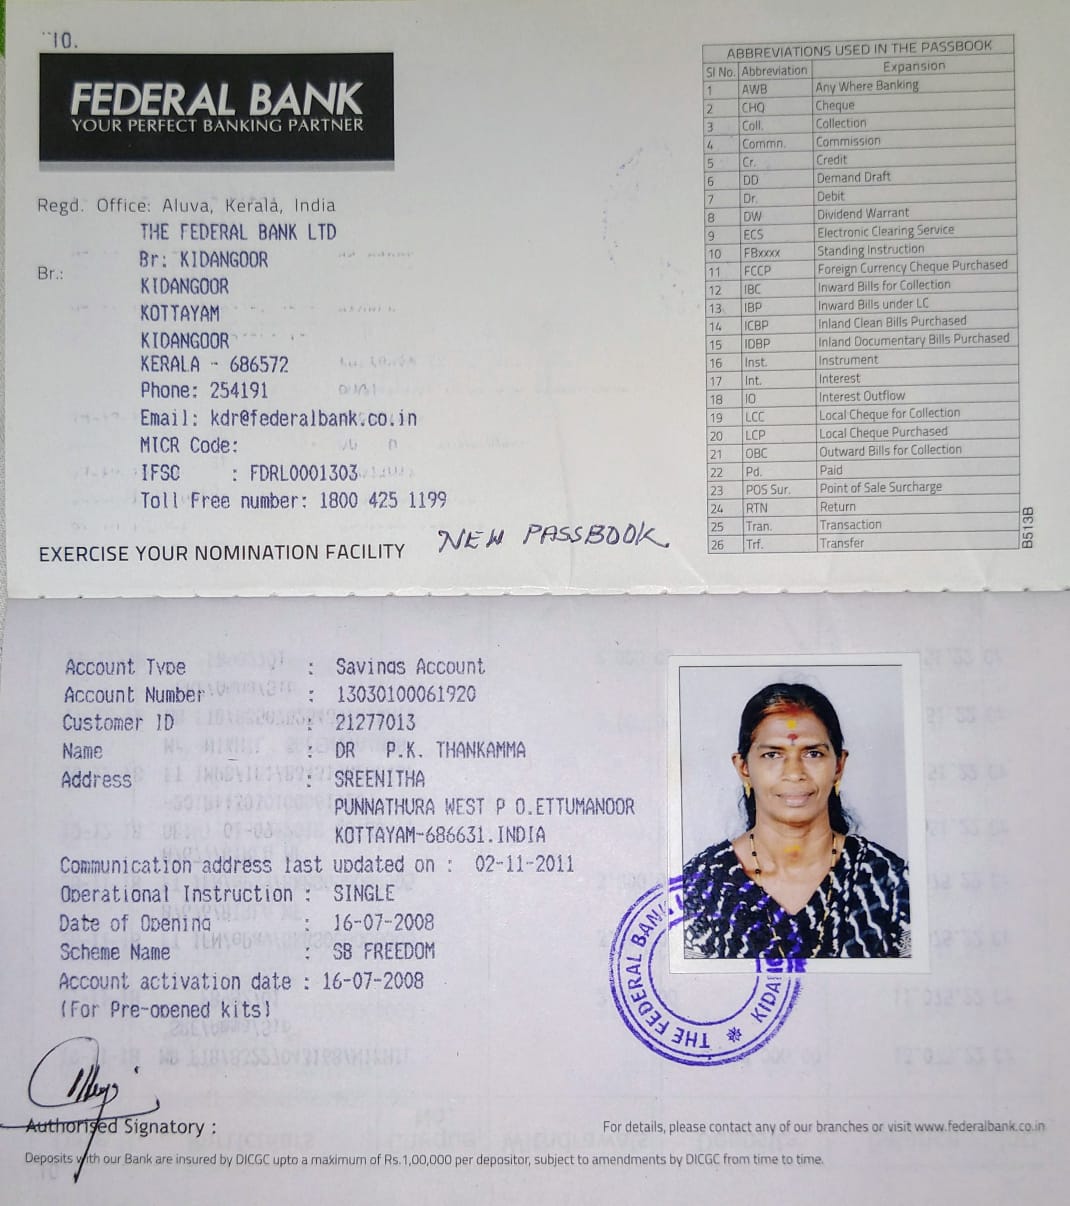 10.
FEDERAL BANK
YOUR PERFECT BANKING PARTNER
Regd. Office: Aluva, Kerala, India
THE FEDERAL BANK LTD
Br.: Br: KIDANGOOR
KIDANGOOR
KOTTAYAM
KIDANGOOR
KERALA - 686572
Phone: 254191
Email: kdr@federalbank.co.in
MICR Code:
IFSC : FDRL0001303
Toll Free number: 1800 425 1199
EXERCISE YOUR NOMINATION FACILITY
NEW PASSBOOK
ABBREVIATIONS USED IN THE PASSBOOK
Sl No. Abbreviation Expansion
1 AWB Any Where Banking
2 CHQ Cheque
3 Coll. Collection
4 Commn. Commission
5 Cr. Credit
6 DD Demand Draft
7 Dr. Debit
8 DW Dividend Warrant
9 ECS Electronic Clearing Service
10 FBxxxx Standing Instruction
11 FCCP Foreign Currency Cheque Purchased
12 IBC Inward Bills for Collection
13 IBP Inward Bills under LC
14 ICBP Inland Clean Bills Purchased
15 IDBP Inland Documentary Bills Purchased
16 Inst. Instrument
17 Int. Interest
18 IO Interest Outflow
19 LCC Local Cheque for Collection
20 LCP Local Cheque Purchased
21 OBC Outward Bills for Collection
22 Pd. Paid
23 POS Sur. Point of Sale Surcharge
24 RTN Return
25 Tran. Transaction
26 Trf. Transfer
B513B
Account Type : Savings Account
Account Number : 13030100061920
Customer ID : 21277013
Name : DR P.K. THANKAMMA
Address : SREENITHA
PUNNATHURA WEST P O.ETTUMANOOR
KOTTAYAM-686631.INDIA
Communication address last updated on : 02-11-2011
Operational Instruction : SINGLE
Date of Opening : 16-07-2008
Scheme Name : SB FREEDOM
Account activation date : 16-07-2008
(For Pre-opened kits)
THE FEDERAL BANK
Authorised Signatory :
For details, please contact any of our branches or visit www.federalbank.co.in
Deposits with our Bank are insured by DICGC upto a maximum of Rs.1,00,000 per depositor, subject to amendments by DICGC from time to time.